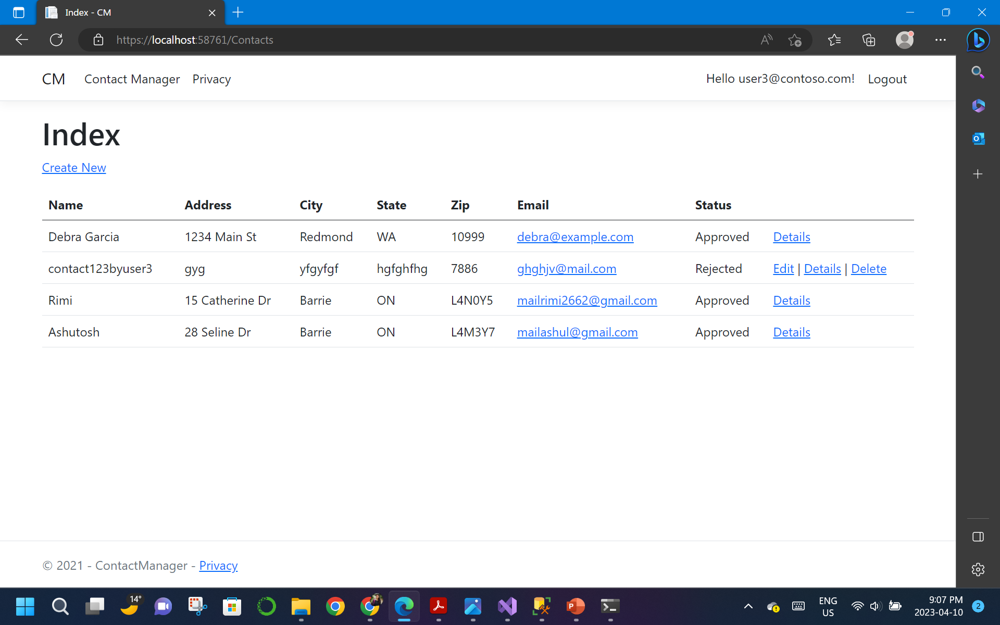 Index - CM
https://localhost:58761/Contacts
CM Contact Manager Privacy Hello user3@contoso.com! Logout
Index
Create New
Name Address City State Zip Email Status
Debra Garcia 1234 Main St Redmond WA 10999 debra@example.com Approved Details
contact123byuser3 gyg yfgyfgf hgfghfhg 7886 ghghjv@mail.com Rejected Edit | Details | Delete
Rimi 15 Catherine Dr Barrie ON L4N0Y5 mailrimi2662@gmail.com Approved Details
Ashutosh 28 Seline Dr Barrie ON L4M3Y7 mailashul@gmail.com Approved Details
© 2021 - ContactManager - Privacy
14°
ENG
US
9:07 PM
2023-04-10
2